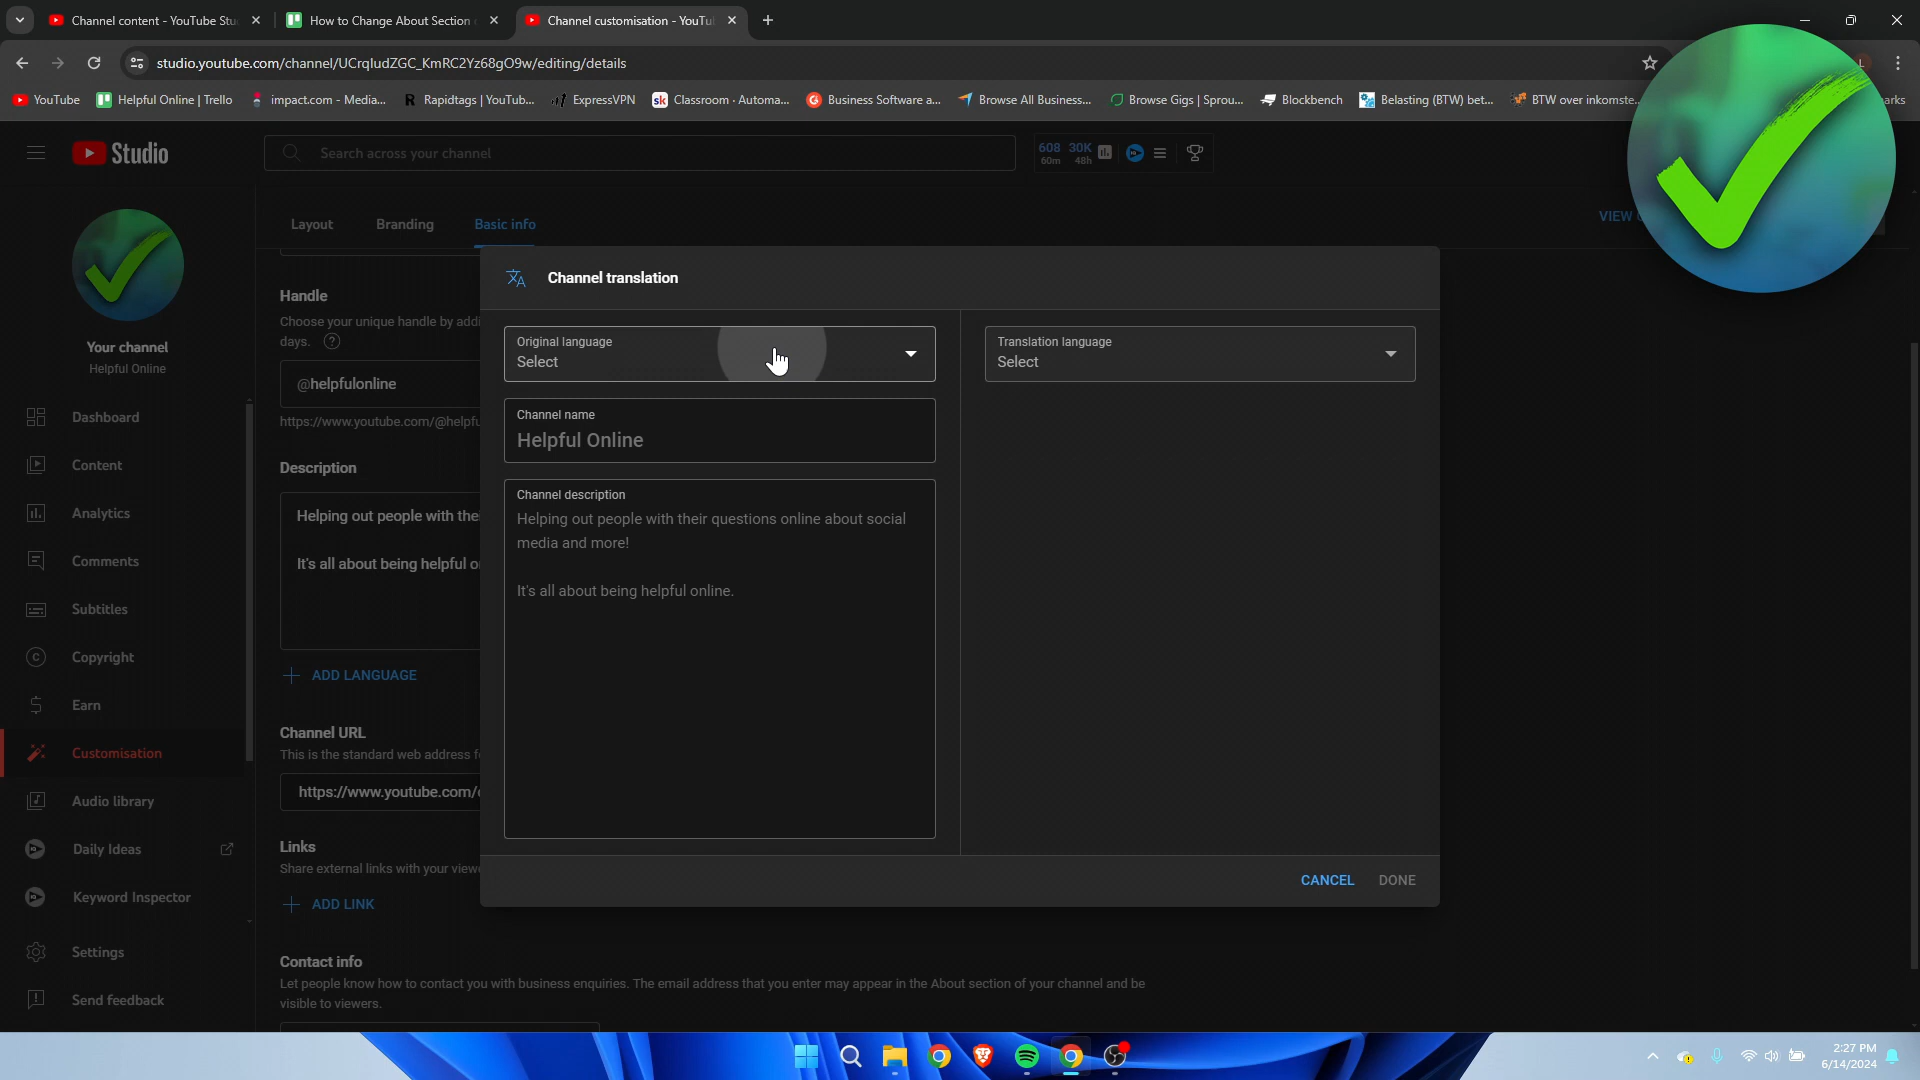 Channel content - YouTube Stu
How to Change About Section
Channel customisation - YouTu
studio.youtube.com/channel/UCrqludZGC_KmRC2Yz68gO9w/editing/details
YouTube
Helpful Online | Trello
impact.com - Media...
Rapidtags | YouTub...
ExpressVPN
Classroom · Automa...
Business Software a...
Browse All Business...
Browse Gigs | Sprou...
Blockbench
Belasting (BTW) bet...
BTW over inkomste...
arks
Studio
Search across your channel
608 60m
30K 48h
Layout
Branding
Basic info
VIEW
Your channel
Helpful Online
Dashboard
Content
Analytics
Comments
Subtitles
Copyright
Earn
Customisation
Audio library
Daily Ideas
Keyword Inspector
Settings
Send feedback
Handle
Choose your unique handle by addi
days.
@helpfulonline
https://www.youtube.com/@helpfu
Description
Helping out people with thei
It's all about being helpful o
ADD LANGUAGE
Channel URL
This is the standard web address f
https://www.youtube.com/
Links
Share external links with your view
ADD LINK
Contact info
Let people know how to contact you with business enquiries. The email address that you enter may appear in the About section of your channel and be
visible to viewers.
Channel translation
Original language
Select
Channel name
Helpful Online
Channel description
Helping out people with their questions online about social
media and more!
It's all about being helpful online.
Translation language
Select
CANCEL
DONE
2:27 PM
6/14/2024